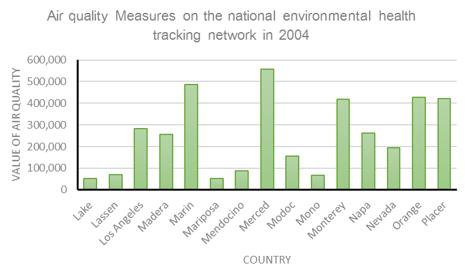 Air quality Measures on the national environmental health
tracking network in 2004
VALUE OF AIR QUALITY
600,000
500,000
400,000
300,000
200,000
100,000
0
Lake
Lassen
Los Angeles
Madera
Marin
Mariposa
Mendocino
Merced
Modoc
Mono
Monterey
Napa
Nevada
Orange
Placer
COUNTRY